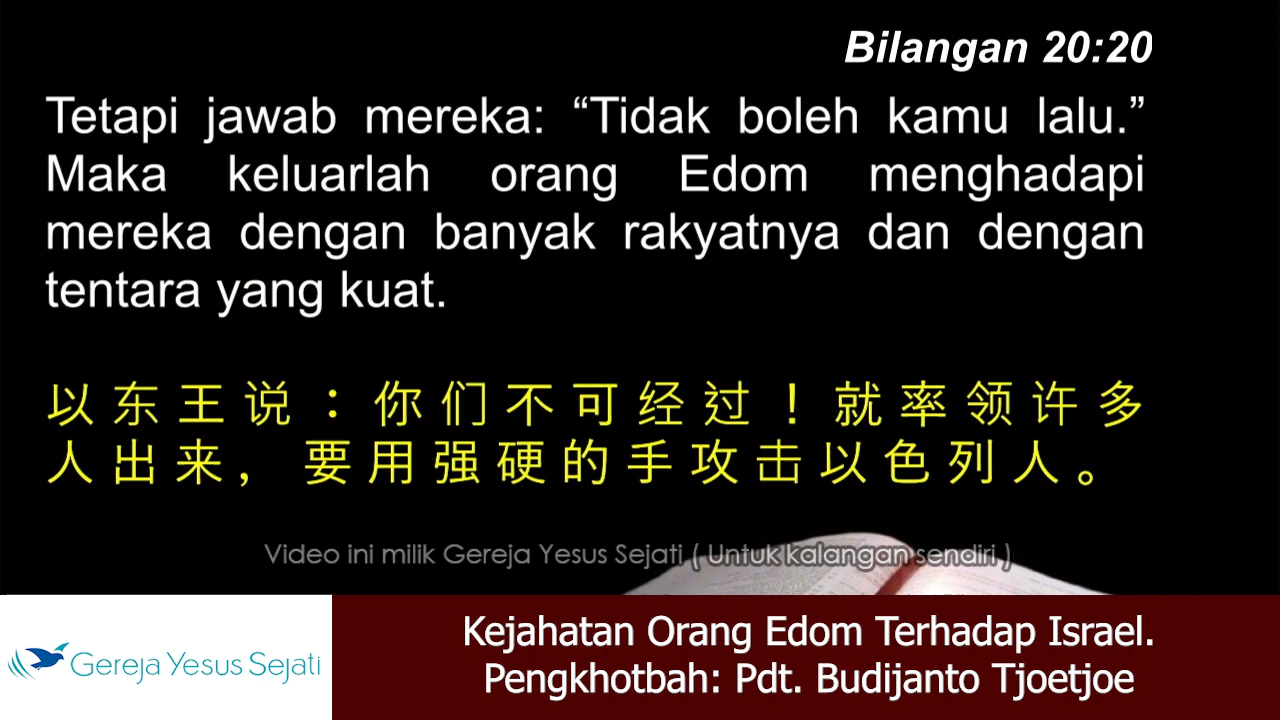 Bilangan 20:20
Tetapi jawab mereka: “Tidak boleh kamu lalu.”
Maka keluarlah orang Edom menghadapi
mereka dengan banyak rakyatnya dan dengan
tentara yang kuat.
以东王说：你们不可经过！就率领许多
人出来，要用强硬的手攻击以色列人。
Video ini milik Gereja Yesus Sejati ( Untuk kalangan sendiri )
Gereja Yesus Sejati
Kejahatan Orang Edom Terhadap Israel.
Pengkhotbah: Pdt. Budijanto Tjoetjoe